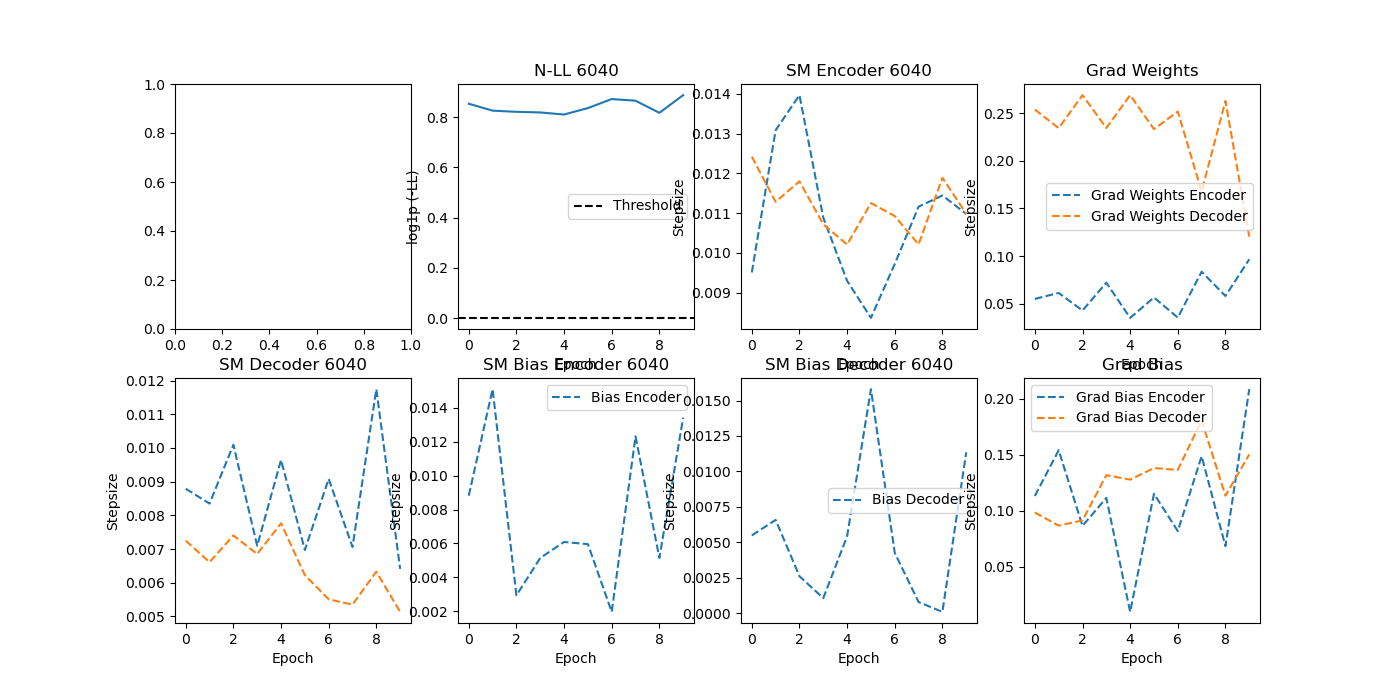 N-LL 6040
SM Encoder 6040
Grad Weights
1.0
0.8
0.6
0.4
0.2
0.0
0.0 0.2 0.4 0.6 0.8 1.0
log1p (-LL)
0.8
0.6
0.4
0.2
0.0
Threshold
0 2 4 6 8
Epoch
Stepsize
0.014
0.013
0.012
0.011
0.010
0.009
0 2 4 6 8
Epoch
Stepsize
0.25
0.20
0.15
0.10
0.05
Grad Weights Encoder
Grad Weights Decoder
0 2 4 6 8
Epoch
SM Decoder 6040
SM Bias Encoder 6040
SM Bias Decoder 6040
Grad Bias
Stepsize
0.012
0.011
0.010
0.009
0.008
0.007
0.006
0.005
0 2 4 6 8
Epoch
Stepsize
0.014
0.012
0.010
0.008
0.006
0.004
0.002
Bias Encoder
0 2 4 6 8
Epoch
Stepsize
0.0150
0.0125
0.0100
0.0075
0.0050
0.0025
0.0000
Bias Decoder
0 2 4 6 8
Epoch
Stepsize
0.20
0.15
0.10
0.05
Grad Bias Encoder
Grad Bias Decoder
0 2 4 6 8
Epoch